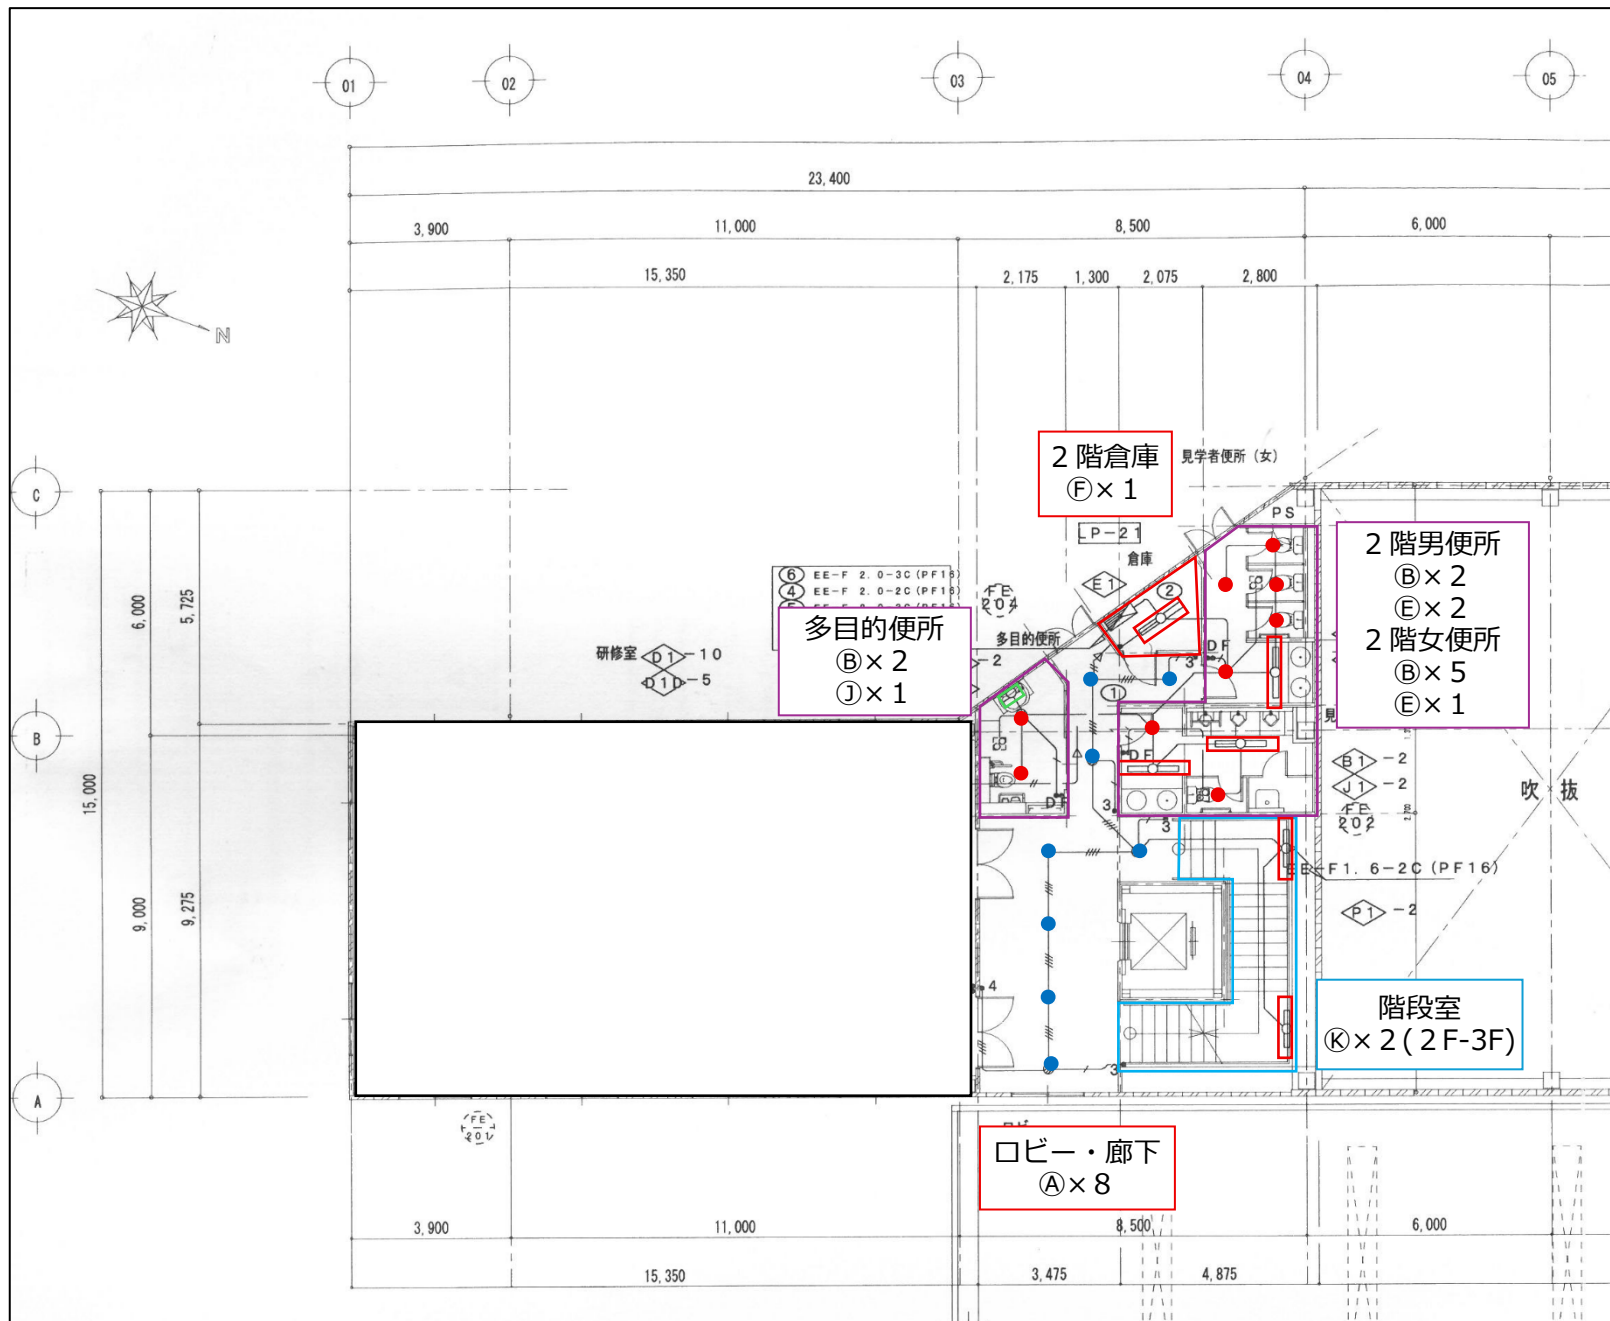 01
02
03
04
05
23,400
3,900
11,000
8,500
6,000
15,350
2,175
1,300
2,075
2,800
N
C
B
A
6,000
5,725
15,000
9,000
9,275
２階倉庫
Ⓕ×１
見学者便所（女）
PS
LP-21
倉庫
E1
②
FE
204
⑥ EE-F 2.0-3C(PF16)
④ EE-F 2.0-2C(PF16)
多目的便所
多目的便所
Ⓑ×２
Ⓙ×１
-2
研修室
D1 -10
D1D -5
２階男便所
Ⓑ×２
Ⓔ×２
２階女便所
Ⓑ×５
Ⓔ×１
3
DF
①
DF
DF
3
3
B1 -2
J1 -2
FE
202
吹 抜
EE-F1.6-2C(PF16)
P1 -2
4
3
階段室
Ⓚ×２(２F-3F)
FE
201
ロビー・廊下
Ⓐ×８
3,900
11,000
8,500
6,000
15,350
3,475
4,875